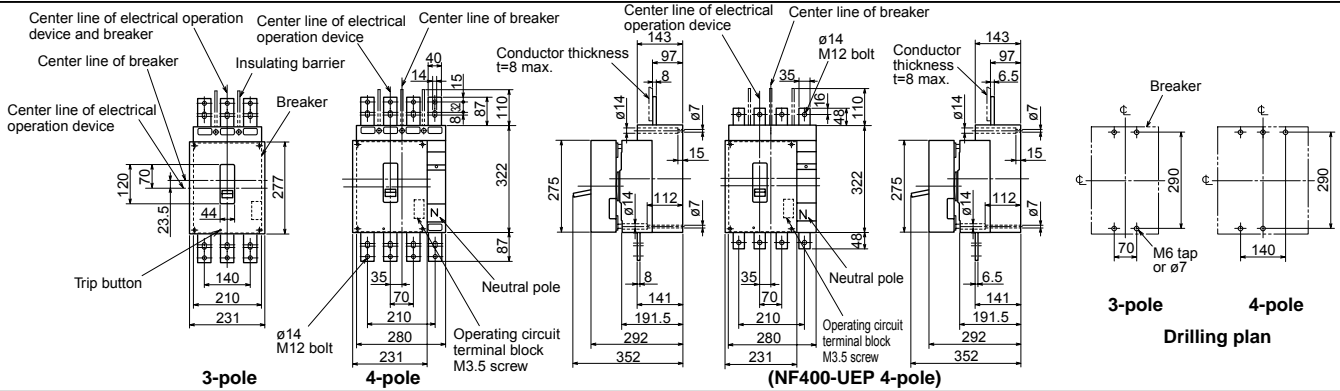 Center line of electrical operation
device and breaker
Center line of breaker
Center line of electrical
operation device
Insulating barrier
Breaker
120
70
23.5
44
277
Trip button
140
210
231
3-pole
Center line of electrical
operation device
Center line of breaker
40
14
15
87
110
322
87
N
Neutral pole
35
70
210
280
231
ø14
M12 bolt
Operating circuit
terminal block
M3.5 screw
4-pole
143
97
8
Conductor thickness
t=8 max.
ø14
ø7
15
275
112
ø14
ø7
8
141
191.5
292
352
Center line of electrical
operation device
Center line of breaker
ø14
M12 bolt
35
16
48
110
322
48
N
Neutral pole
35
70
210
280
231
Operating circuit
terminal block
M3.5 screw
(NF400-UEP 4-pole)
143
97
6.5
Conductor
thickness
t=8 max.
ø14
ø7
15
275
112
ø14
ø7
6.5
141
191.5
292
352
Breaker
290
70
M6 tap
or ø7
3-pole
290
140
4-pole
Drilling plan